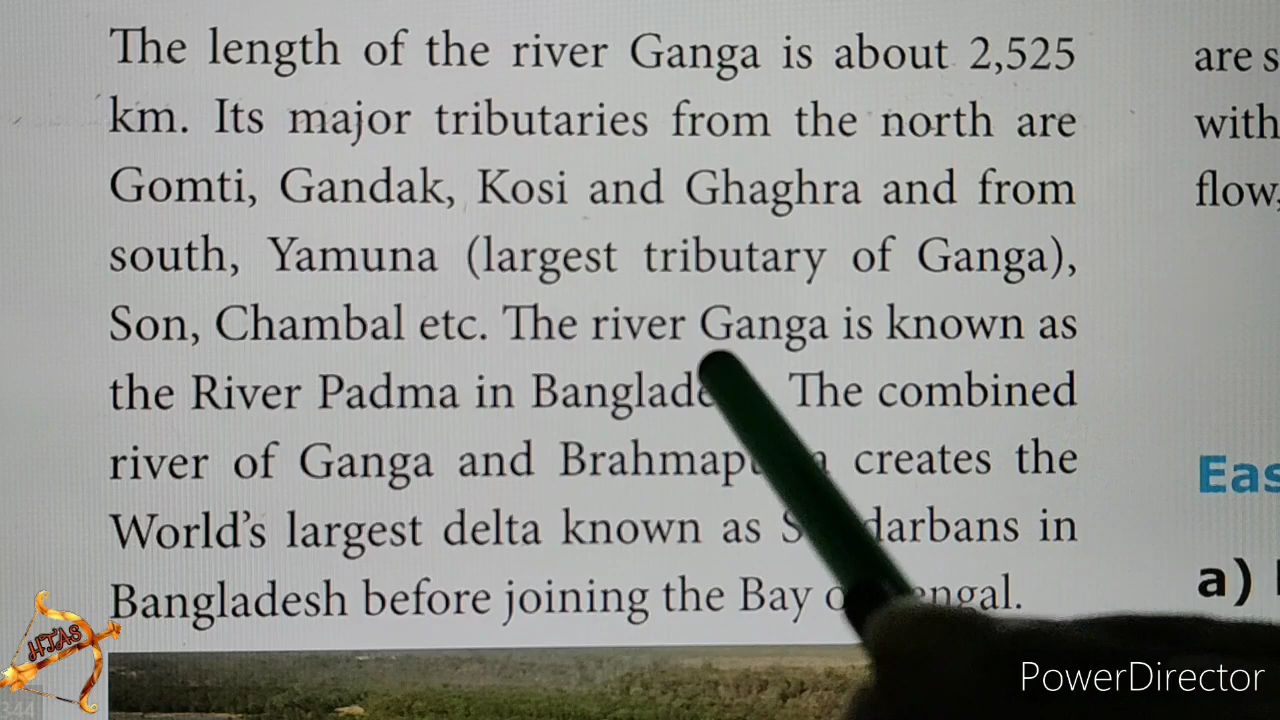 The length of the river Ganga is about 2,525
km. Its major tributaries from the north are
Gomti, Gandak, Kosi and Ghaghra and from
south, Yamuna (largest tributary of Ganga),
Son, Chambal etc. The river Ganga is known as
the River Padma in The combined
river of Ganga and creates the
World's largest delta known as in
Bangladesh before joining the Bay
are
with
flow,
a)
HTAS
344
PowerDirector